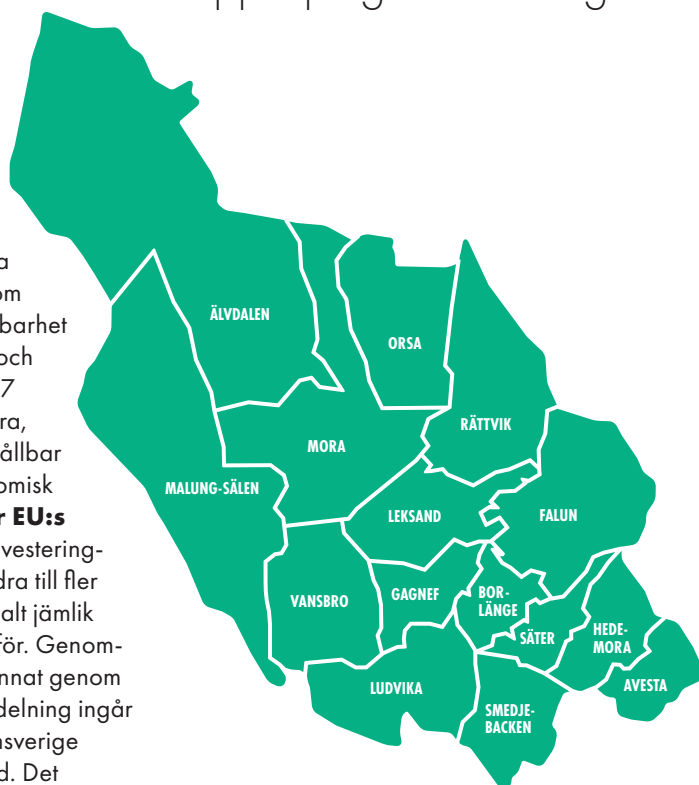 a
om
barhet
och
7
ra,
ållbar
omisk
r EU:s
vestering-
dra till fler
alt jämlik
för. Genom-
nnat genom
delning ingår
nsverige
d. Det
ÄLVDALEN
ORSA
RÄTTVIK
MORA
MALUNG-SÄLEN
LEKSAND
FALUN
VANSBRO
GAGNEF
BOR-
LÄNGE
SÄTER
HEDE-
MORA
LUDVIKA
AVESTA
SMEDJE-
BACKEN